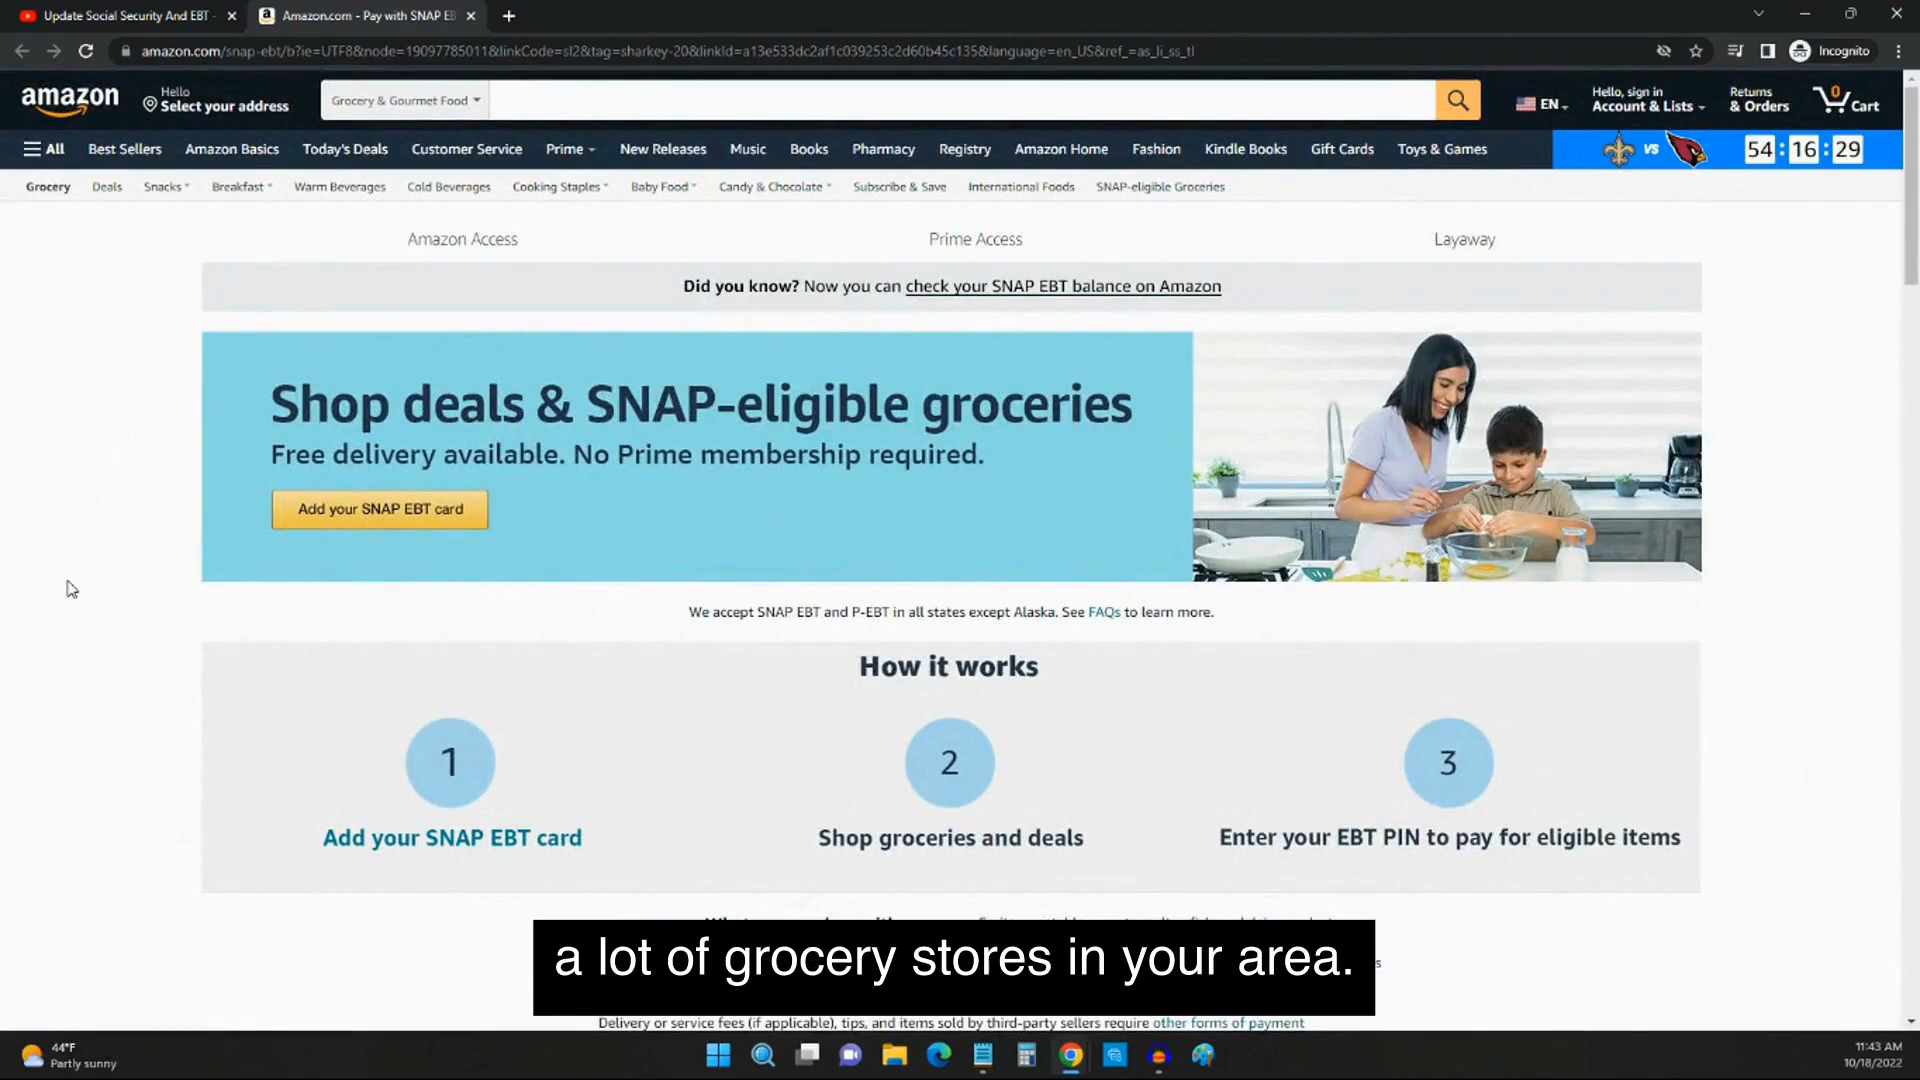 Update Social Security And EBT -
Amazon.com - Pay with SNAP EB
amazon.com/snap-ebt/b?ie=UTF8&node=19097785011&linkCode=sl2&tag=sharkey-20&linkId=a13e533dc2af1c039253c2d60b45c135&language=en_US&ref_=as_li_ss_tl
Incognito
amazon
Hello
Select your address
Grocery & Gourmet Food
EN
Hello, sign in
Account & Lists
Returns
& Orders
0
Cart
All Best Sellers Amazon Basics Today's Deals Customer Service Prime New Releases Music Books Pharmacy Registry Amazon Home Fashion Kindle Books Gift Cards Toys & Games
VS
54 : 16 : 29
Grocery Deals Snacks Breakfast Warm Beverages Cold Beverages Cooking Staples Baby Food Candy & Chocolate Subscribe & Save International Foods SNAP-eligible Groceries
Amazon Access Prime Access Layaway
Did you know? Now you can check your SNAP EBT balance on Amazon
Shop deals & SNAP-eligible groceries
Free delivery available. No Prime membership required.
Add your SNAP EBT card
We accept SNAP EBT and P-EBT in all states except Alaska. See FAQs to learn more.
How it works
1 2 3
Add your SNAP EBT card Shop groceries and deals Enter your EBT PIN to pay for eligible items
a lot of grocery stores in your area.
Delivery or service fees (if applicable), tips, and items sold by third-party sellers require other forms of payment
44°F
Partly sunny
11:43 AM
10/18/2022